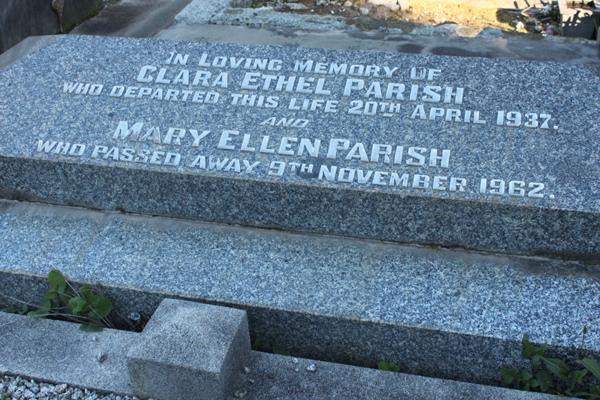 IN LOVING MEMORY OF
CLARA ETHEL PARISH
WHO DEPARTED THIS LIFE 20TH APRIL 1937.
AND
MARY ELLEN PARISH
WHO PASSED AWAY 9TH NOVEMBER 1962.